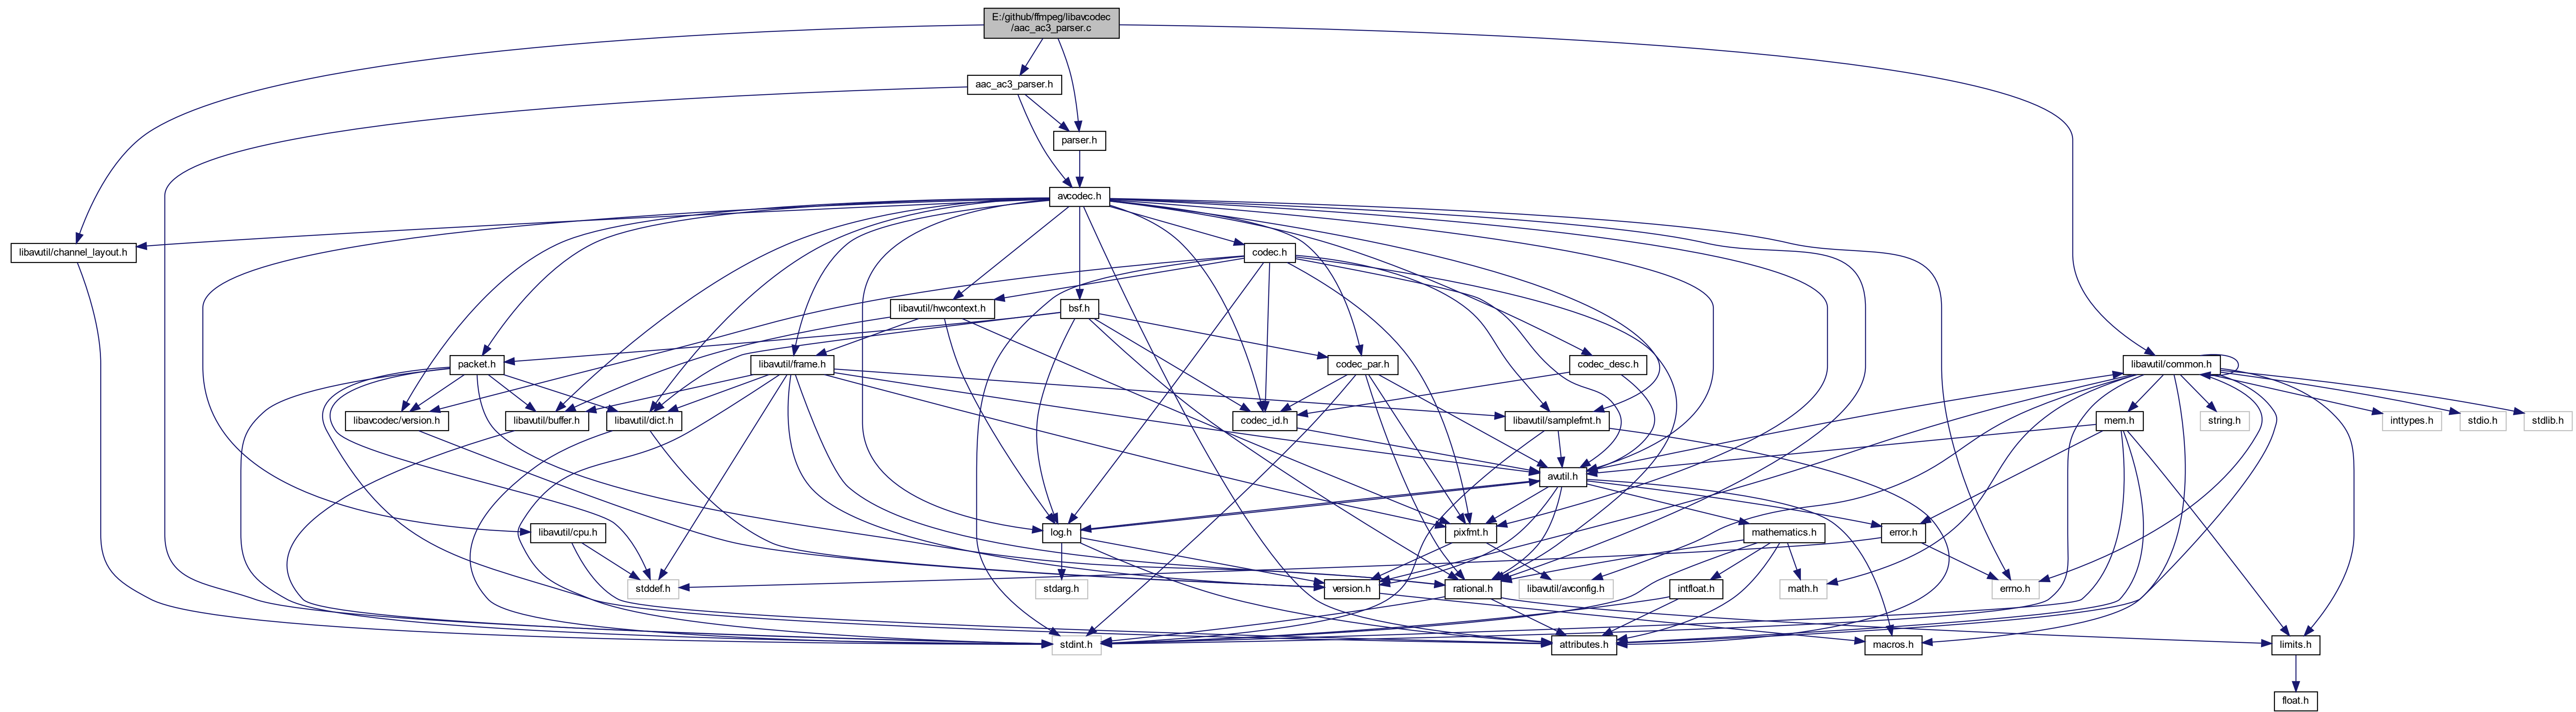 E:/github/ffmpeg/libavcodec
/aac_ac3_parser.c
aac_ac3_parser.h
parser.h
avcodec.h
libavutil/channel_layout.h
codec.h
libavutil/hwcontext.h
bsf.h
packet.h
libavutil/frame.h
codec_par.h
codec_desc.h
libavutil/common.h
libavcodec/version.h
libavutil/buffer.h
libavutil/dict.h
codec_id.h
libavutil/samplefmt.h
mem.h
string.h
inttypes.h
stdio.h
stdlib.h
avutil.h
libavutil/cpu.h
log.h
pixfmt.h
mathematics.h
error.h
stddef.h
stdarg.h
version.h
rational.h
libavutil/avconfig.h
intfloat.h
math.h
errno.h
stdint.h
attributes.h
macros.h
limits.h
float.h